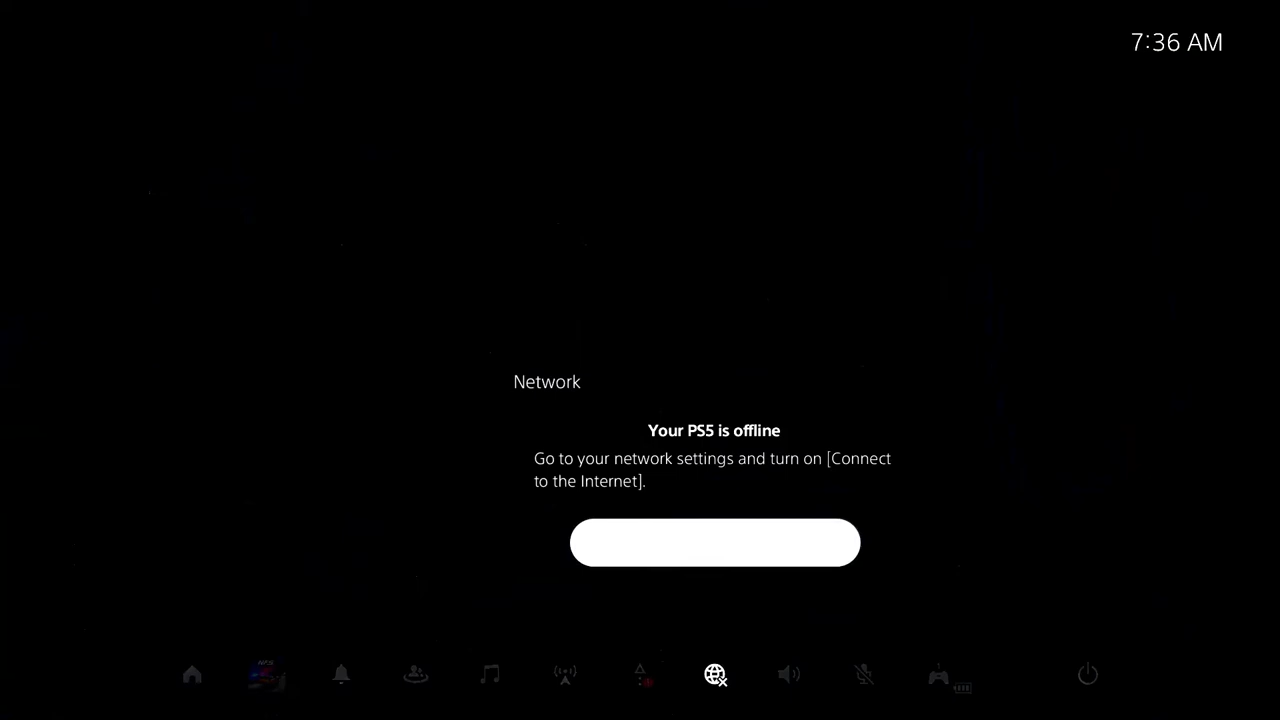 7:36 AM
Network
Your PS5 is offline
Go to your network settings and turn on [Connect
to the Internet].
NFS